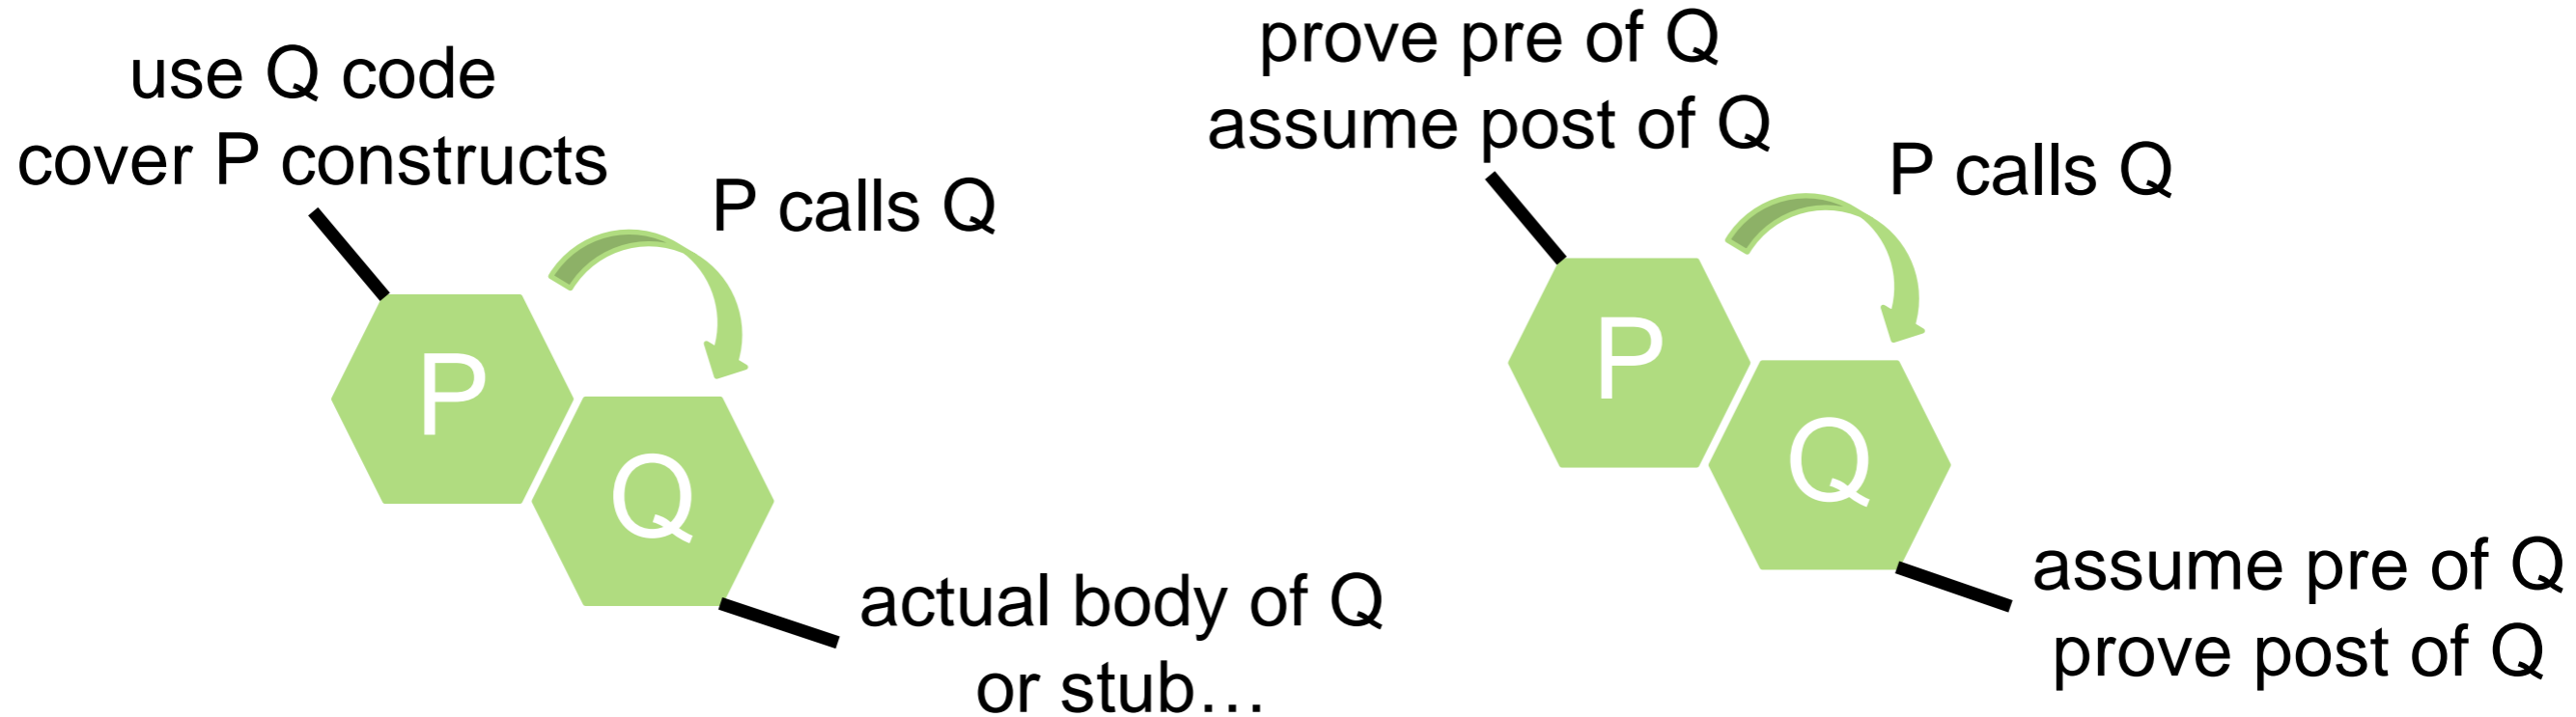 use Q code
cover P constructs
P calls Q
P
Q
actual body of Q
or stub…
prove pre of Q
assume post of Q
P calls Q
P
Q
assume pre of Q
prove post of Q